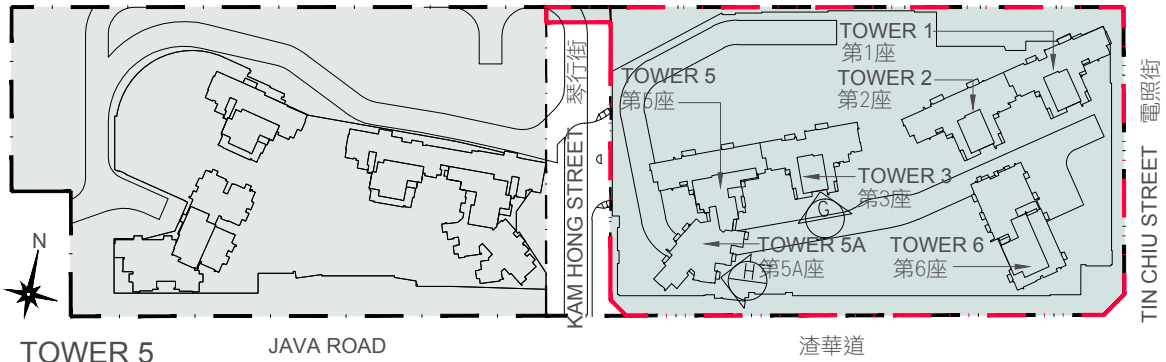 TOWER 1
第1座
TOWER 2
第2座
TOWER 5
第5座
TOWER 3
第3座
TOWER 5A
第5A座
TOWER 6
第6座
G
H
琴行街
KAM HONG STREET
電照街
TIN CHIU STREET
N
TOWER 5
JAVA ROAD
渣華道